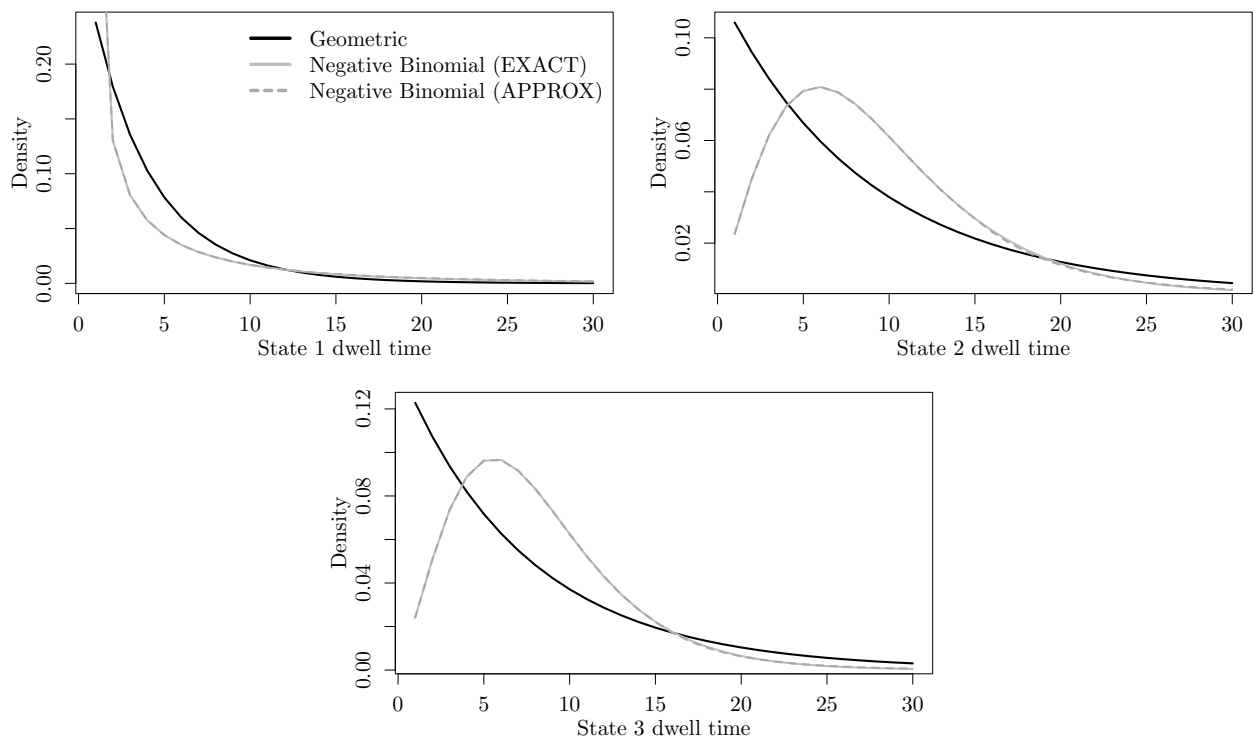 Geometric
Negative Binomial (EXACT)
Negative Binomial (APPROX)
Density
0.00 0.10 0.20
0 5 10 15 20 25 30
State 1 dwell time
Density
0.02 0.06 0.10
0 5 10 15 20 25 30
State 2 dwell time
Density
0.00 0.04 0.08 0.12
0 5 10 15 20 25 30
State 3 dwell time